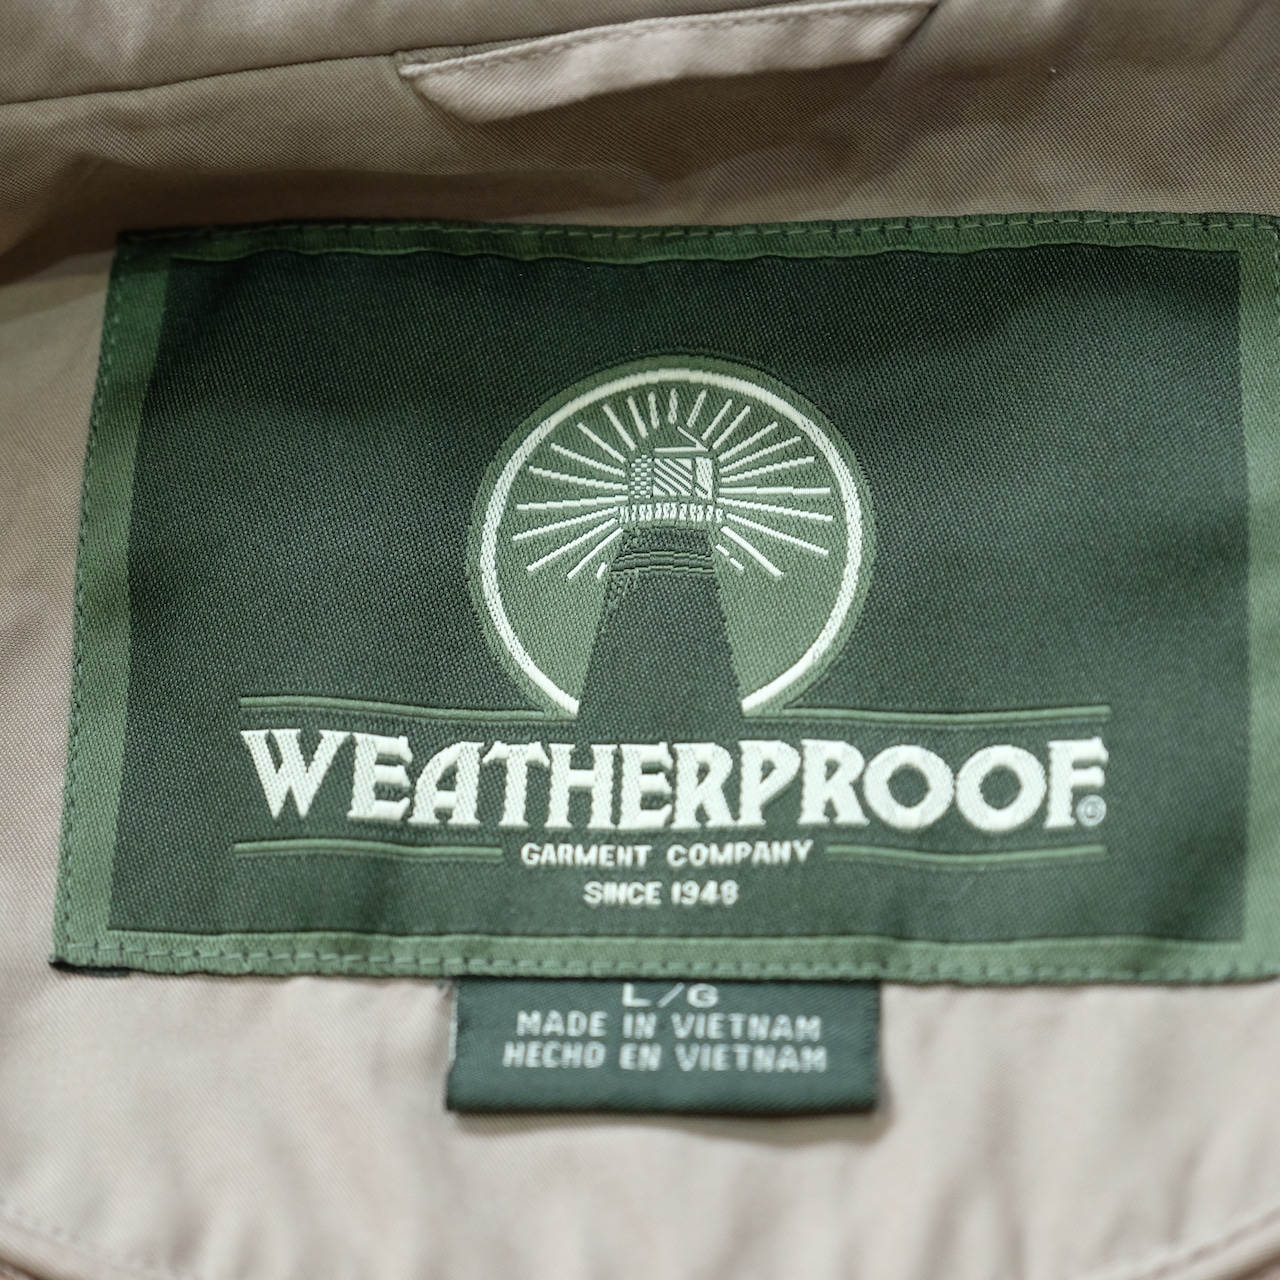 WEATHERPROOF®
GARMENT COMPANY
SINCE 1948
L/G
MADE IN VIETNAM
HECHO EN VIETNAM